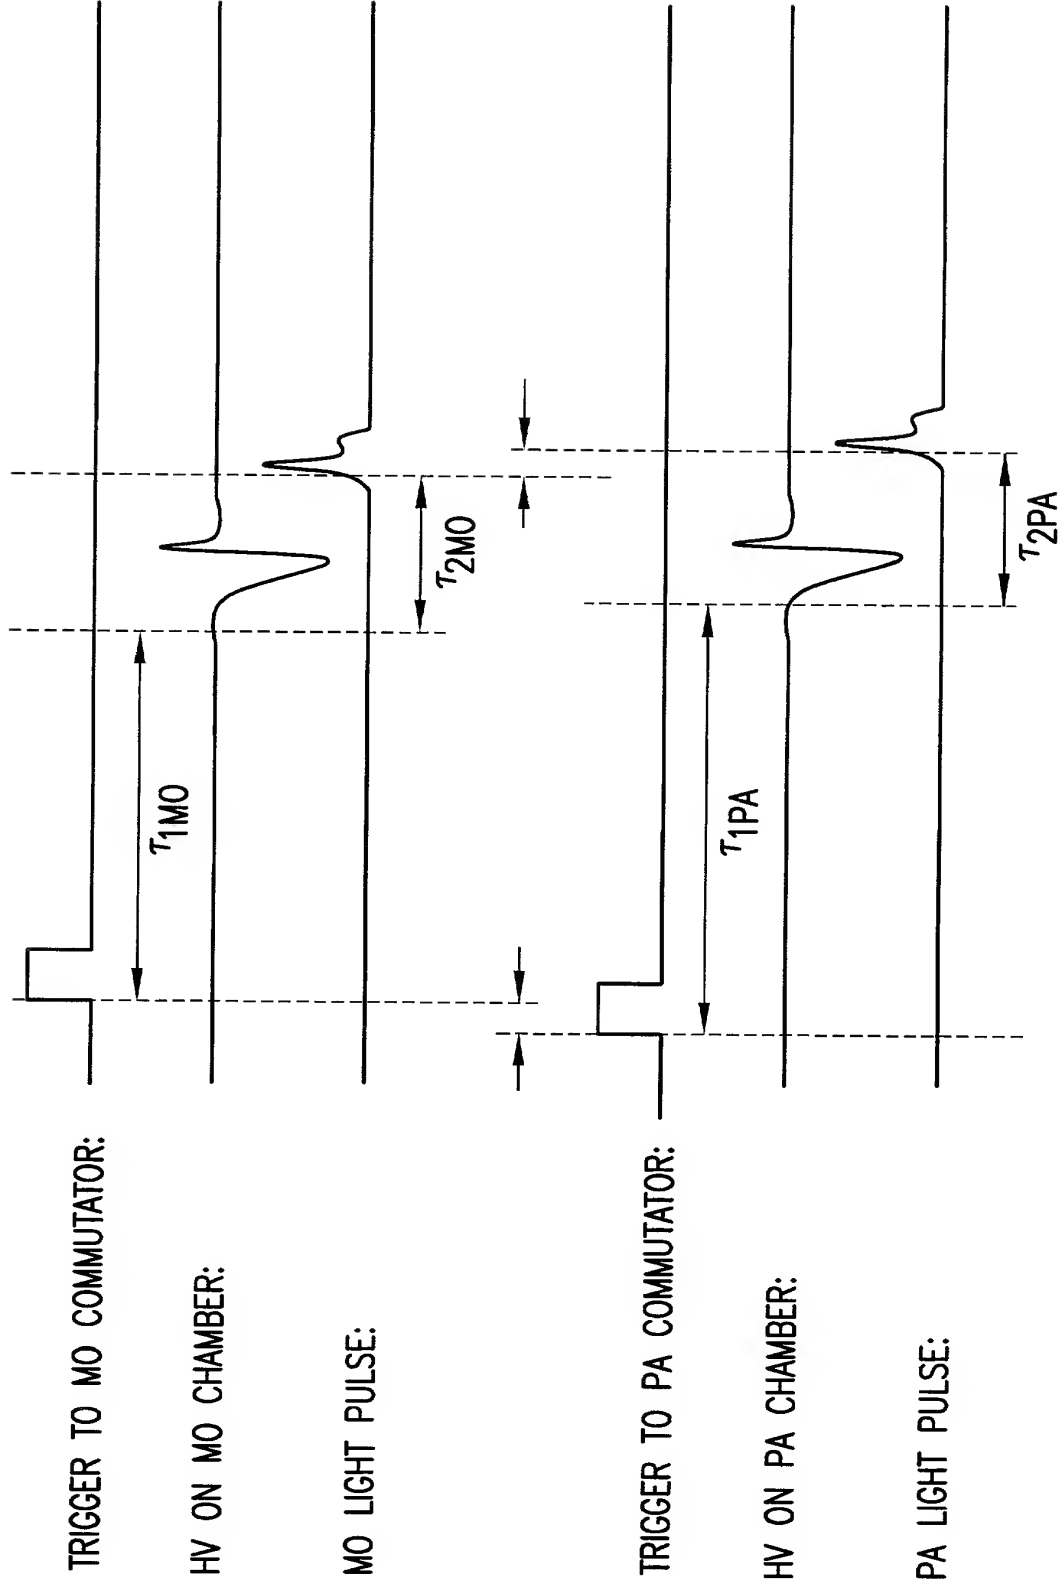 TRIGGER TO MO COMMUTATOR:
τ1MO
HV ON MO CHAMBER:
τ2MO
MO LIGHT PULSE:
TRIGGER TO PA COMMUTATOR:
τ1PA
HV ON PA CHAMBER:
τ2PA
PA LIGHT PULSE: